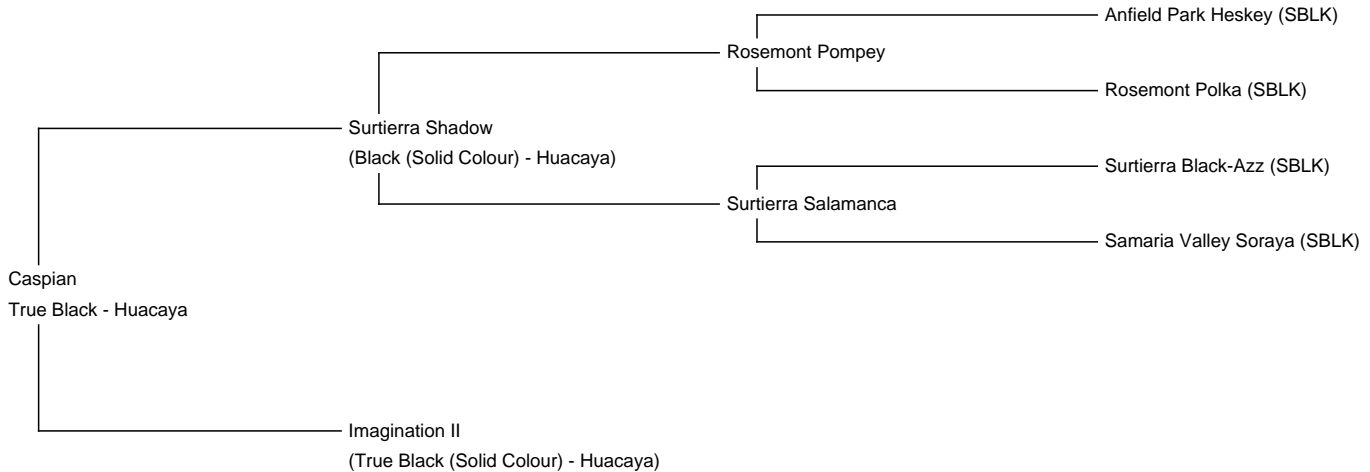 Anfield Park Heskey (SBLK)
Rosemont Pompey
Rosemont Polka (SBLK)
Surtierra Shadow
(Black (Solid Colour) - Huacaya)
Surtierra Black-Azz (SBLK)
Surtierra Salamanca
Samaria Valley Soraya (SBLK)
Caspian
True Black - Huacaya
Imagination II
(True Black (Solid Colour) - Huacaya)